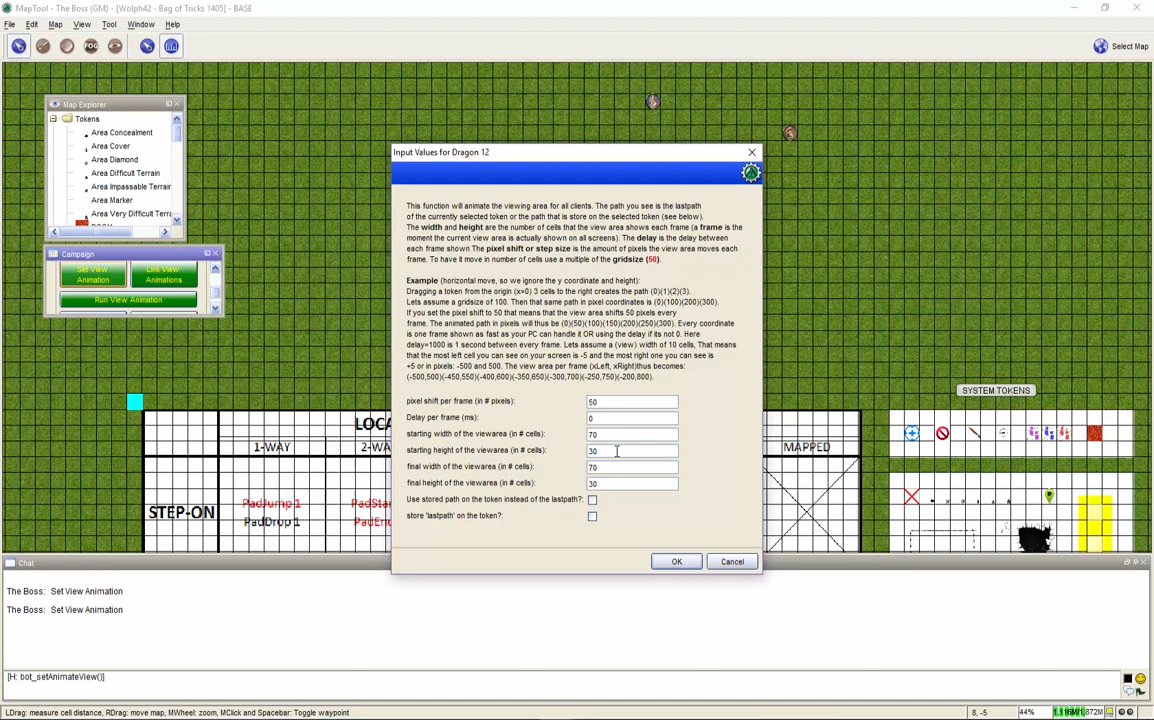 MapTool - The Boss (GM) - [Wolph42 - Bag of Tricks 1405] - BASE
File Edit Map View Tool Window Help
FOG
Select Map
Map Explorer
Tokens
Area Concealment
Area Cover
Area Diamond
Area Difficult Terrain
Area Impassable Terrain
Area Marker
Area Very Difficult Terra
Campaign
Set View Animation
Link View Animations
Run View Animation
Input Values for Dragon 12
This function will animate the viewing area for all clients. The path you see is the lastpath
of the currently selected token or the path that is store on the selected token (see below).
The width and height are the number of cells that the view area shows each frame (a frame is the
moment the current view area is actually shown on all screens). The delay is the delay between
each frame shown The pixel shift or step size is the amount of pixels the view area moves each
frame. To have it move in number of cells use a multiple of the gridsize (50).
Example (horizontal move, so we ignore the y coordinate and height):
Dragging a token from the origin (x=0) 3 cells to the right creates the path (0)(1)(2)(3).
Lets assume a gridsize of 100. Then that same path in pixel coordinates is (0)(100)(200)(300).
If you set the pixel shift to 50 that means that the view area shifts 50 pixels every
frame. The animated path in pixels will thus be (0)(50)(100)(150)(200)(250)(300). Every coordinate
is one frame shown as fast as your PC can handle it OR using the delay if its not 0. Here
delay=1000 is 1 second between every frame. Lets assume a (view) width of 10 cells, That means
that the most left cell you can see on your screen is -5 and the most right one you can see is
+5 or in pixels: -500 and 500. The view area per frame (xLeft, xRight)thus becomes:
(-500,500)(-450,550)(-400,600)(-350,650)(-300,700)(-250,750)(-200,800).
pixel shift per frame (in # pixels): 50
Delay per frame (ms): 0
starting width of the viewarea (in # cells): 70
starting height of the viewarea (in # cells): 30
final width of the viewarea (in # cells): 70
final height of the viewarea (in # cells): 30
Use stored path on the token instead of the lastpath?:
store 'lastpath' on the token?:
OK Cancel
LOCA
1-WAY 2-WA MAPPED
STEP-ON
PadJump 1 PadStar
PadDrop 1 PadEnd
SYSTEM TOKENS
Chat
The Boss: Set View Animation
The Boss: Set View Animation
[H: bot_setAnimateView()]
LDrag: measure cell distance, RDrag: move map, MWheel: zoom, MClick and Spacebar: Toggle waypoint
8, -5 44% 1,116M/1,872M